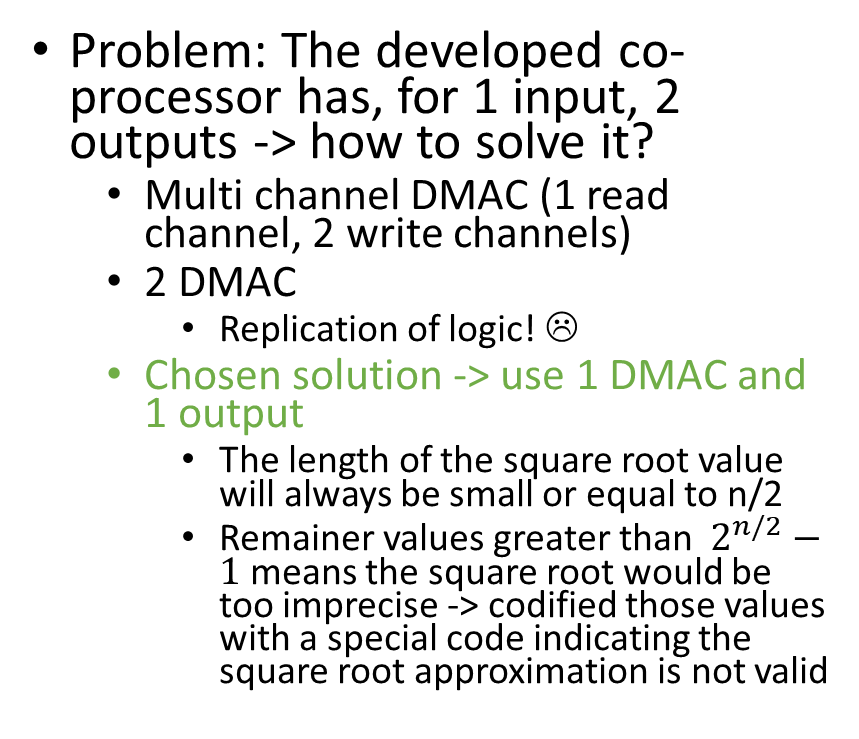 • Problem: The developed co-
processor has, for 1 input, 2
outputs -> how to solve it?
• Multi channel DMAC (1 read
channel, 2 write channels)
• 2 DMAC
• Replication of logic! ☹
• Chosen solution -> use 1 DMAC and
1 output
• The length of the square root value
will always be small or equal to n/2
• Remainer values greater than 2^{n/2} −
1 means the square root would be
too imprecise -> codified those values
with a special code indicating the
square root approximation is not valid